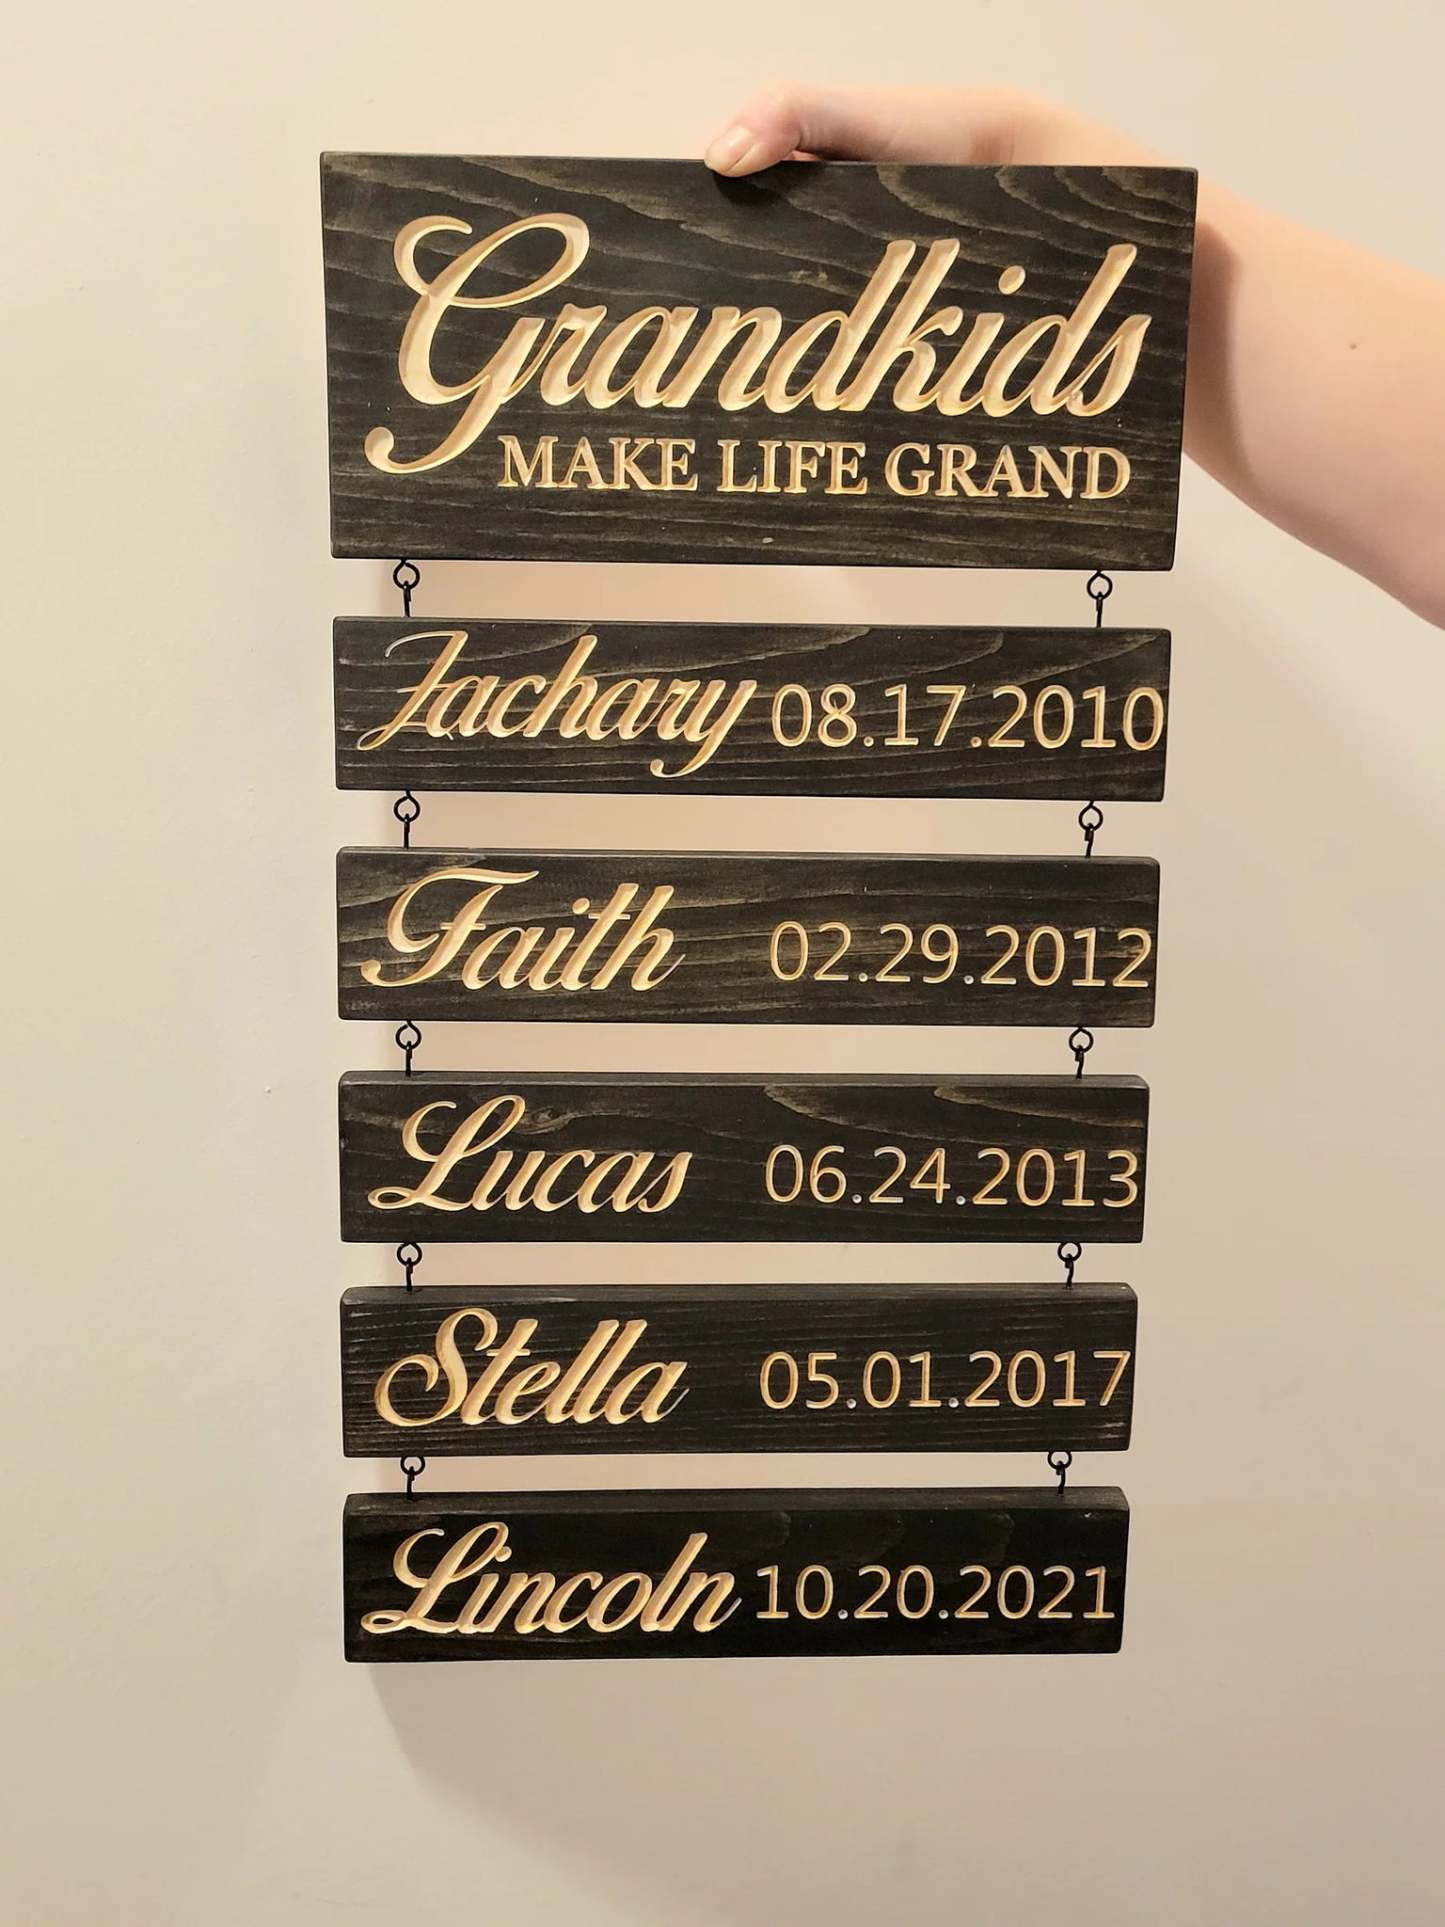 Grandkids
MAKE LIFE GRAND
Zachary 08.17.2010
Faith 02.29.2012
Lucas 06.24.2013
Stella 05.01.2017
Lincoln 10.20.2021